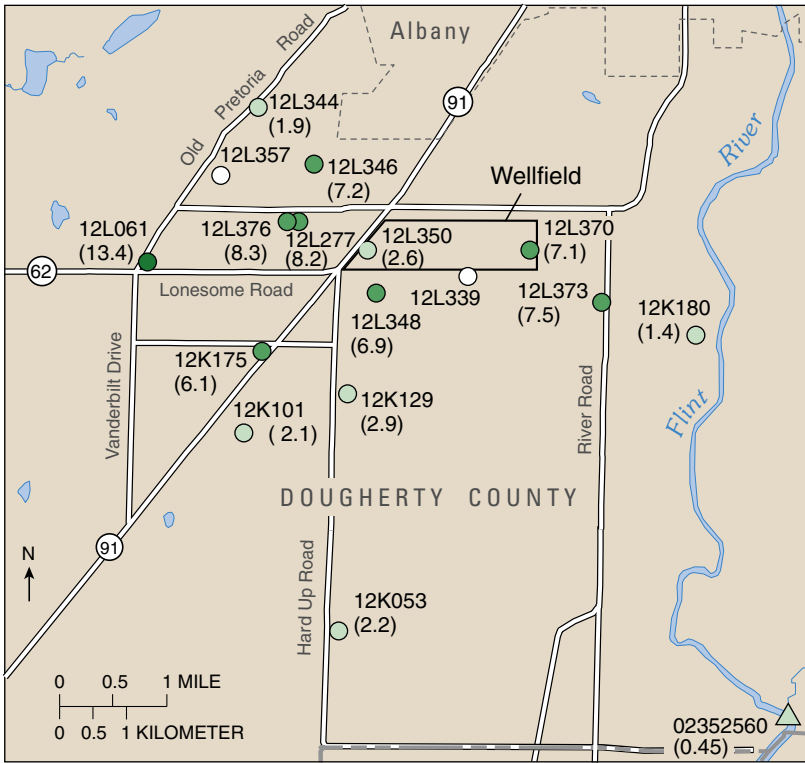 Albany
Old Pretoria Road
91
12L344
(1.9)
12L357
12L346
(7.2)
Wellfield
River
12L061
(13.4)
12L376
(8.3)
12L277
(8.2)
12L350
(2.6)
12L370
(7.1)
62
Lonesome Road
12L339
12L348
(6.9)
12L373
(7.5)
12K180
(1.4)
Vanderbilt Drive
12K175
(6.1)
12K129
(2.9)
12K101
( 2.1)
River Road
Flint
DOUGHERTY COUNTY
91
N
Hard Up Road
12K053
(2.2)
0 0.5 1 MILE
0 0.5 1 KILOMETER
02352560
(0.45)